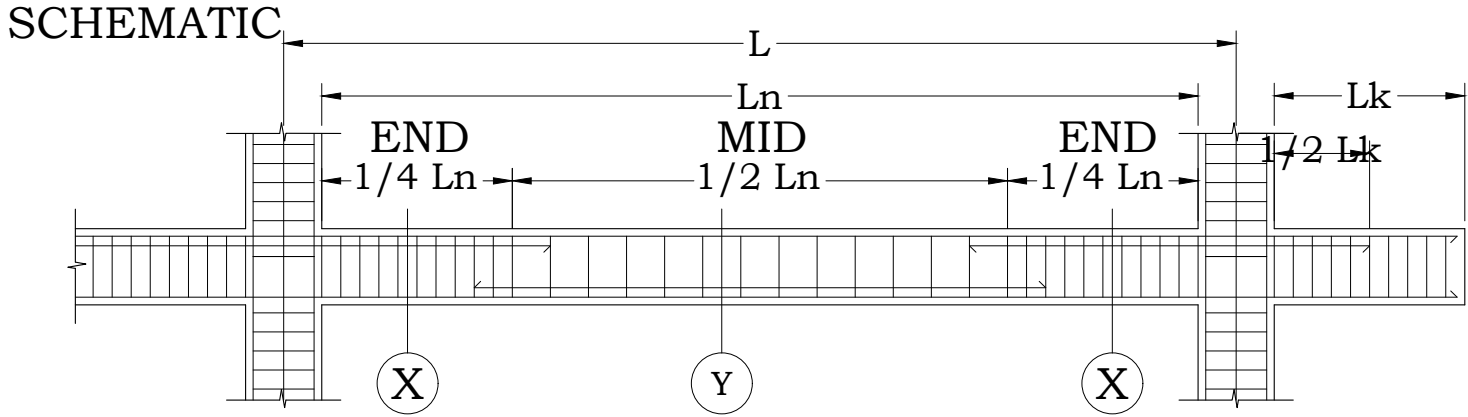 SCHEMATIC
L
Ln
Lk
END
MID
END
1/4 Ln
1/2 Ln
1/4 Ln
1/2 Lk
X
Y
X